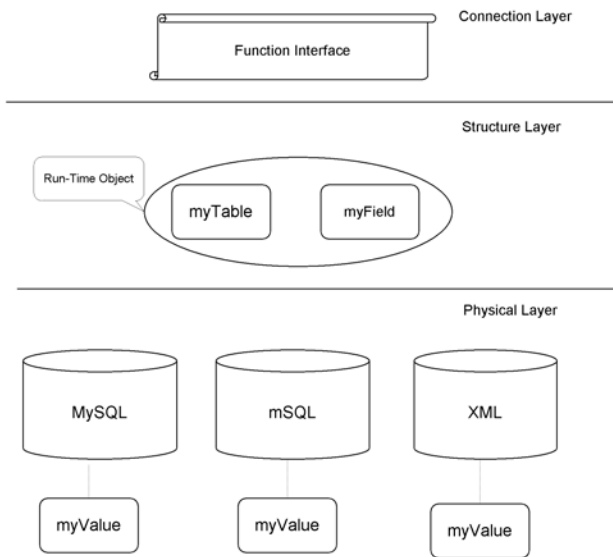 Connection Layer
Function Interface
Structure Layer
Run-Time Object
myTable
myField
Physical Layer
MySQL
mSQL
XML
myValue
myValue
myValue